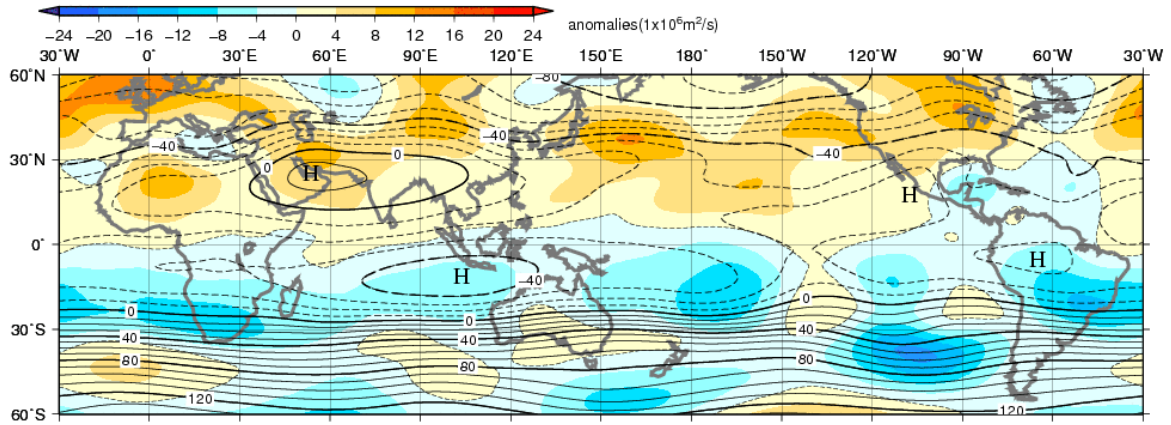 anomalies(1x10⁶m²/s)
−24 −20 −16 −12 −8 −4 0 4 8 12 16 20 24
30˚W 0˚ 30˚E 60˚E 90˚E 120˚E 150˚E 180˚ 150˚W 120˚W 90˚W 60˚W 30˚W
60˚N −80
−40 −40 −40
0 0
30˚N
H H
0˚
H H
−40
0 0 0
30˚S
40 40 40
80 80 80
120 120
60˚S